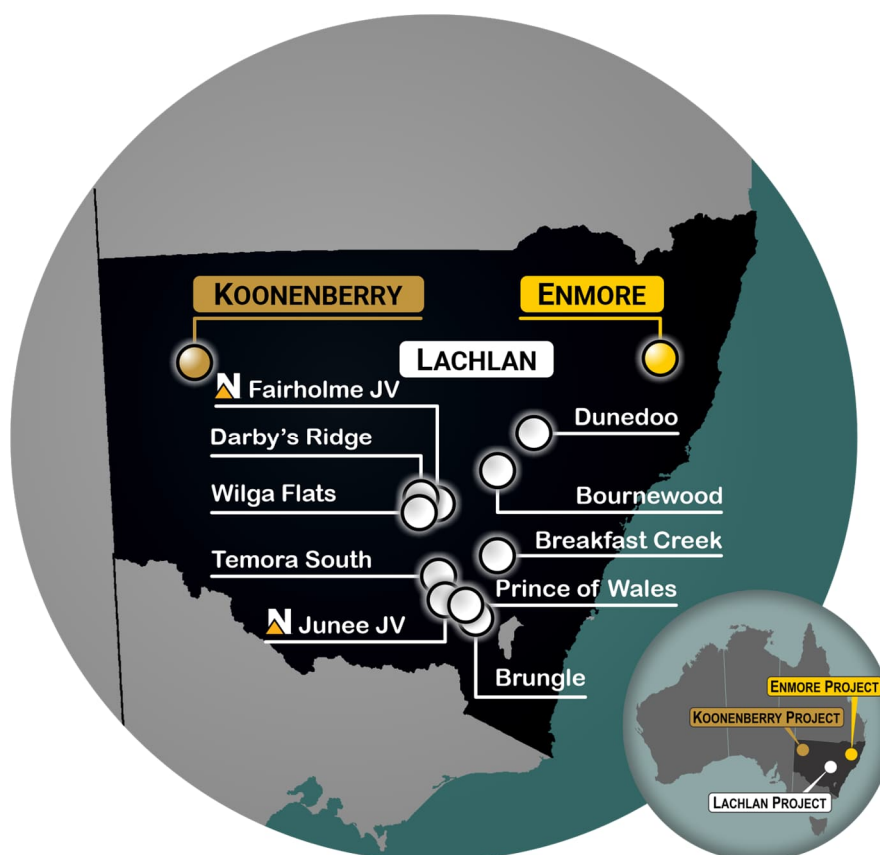 KOONENBERRY
ENMORE
LACHLAN
N Fairholme JV
Dunedoo
Darby's Ridge
Wilga Flats
Bournewood
Breakfast Creek
Temora South
Prince of Wales
N Junee JV
Brungle
ENMORE PROJECT
KOONENBERRY PROJECT
LACHLAN PROJECT